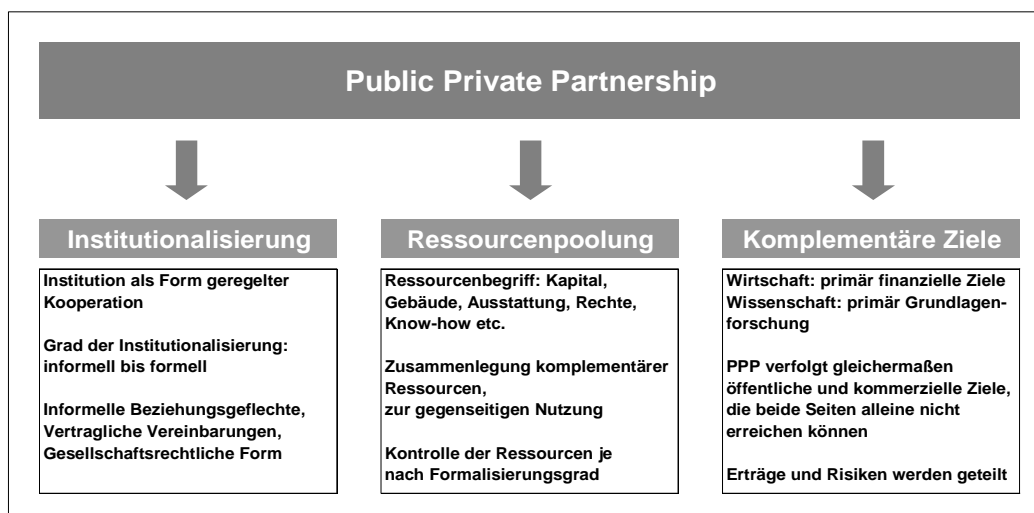 Public Private Partnership
Institutionalisierung
Institution als Form geregelter
Kooperation
Grad der Institutionalisierung:
informell bis formell
Informelle Beziehungsgeflechte,
Vertragliche Vereinbarungen,
Gesellschaftsrechtliche Form
Ressourcenpoolung
Ressourcenbegriff: Kapital,
Gebäude, Ausstattung, Rechte,
Know-how etc.
Zusammenlegung komplementärer
Ressourcen,
zur gegenseitigen Nutzung
Kontrolle der Ressourcen je
nach Formalisierungsgrad
Komplementäre Ziele
Wirtschaft: primär finanzielle Ziele
Wissenschaft: primär Grundlagen-
forschung
PPP verfolgt gleichermaßen
öffentliche und kommerzielle Ziele,
die beide Seiten alleine nicht
erreichen können
Erträge und Risiken werden geteilt